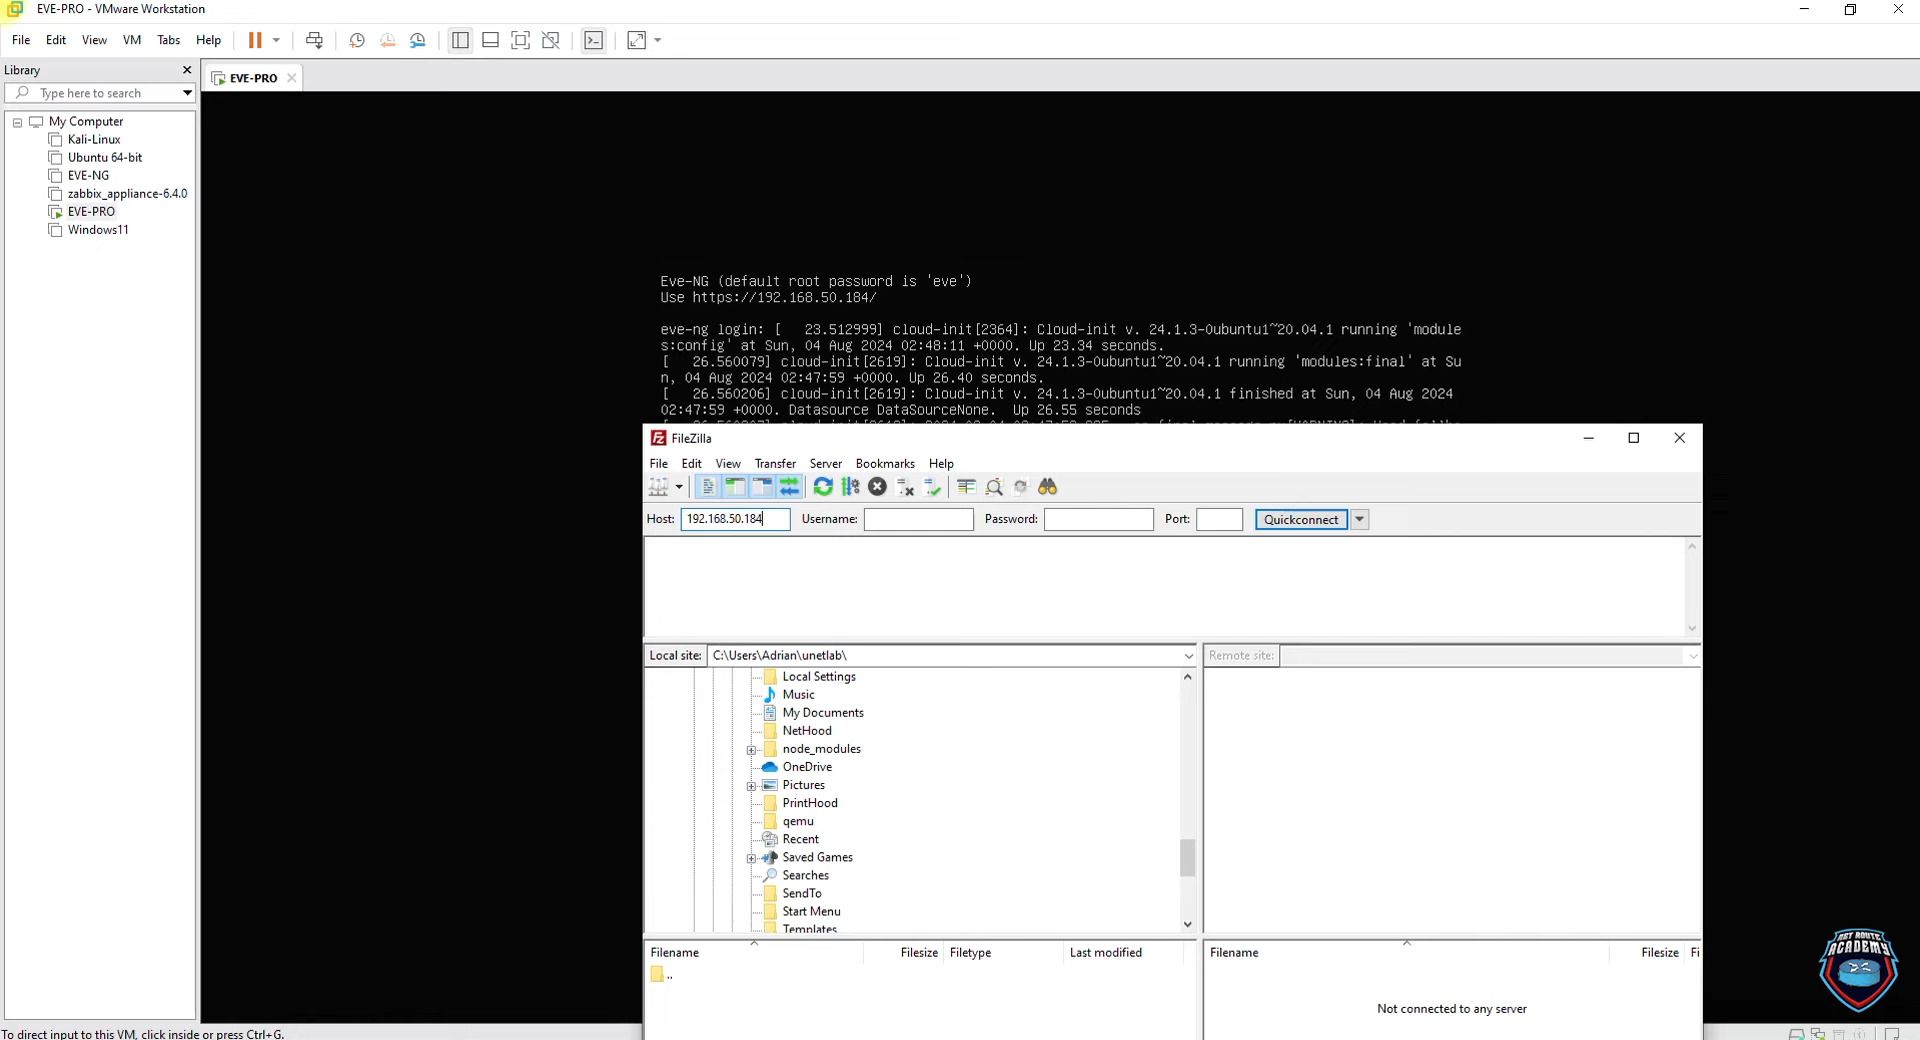 EVE-PRO - VMware Workstation
File Edit View VM Tabs Help
Library
EVE-PRO
Type here to search
My Computer
Kali-Linux
Ubuntu 64-bit
EVE-NG
zabbix_appliance-6.4.0
EVE-PRO
Windows11
Eve-NG (default root password is 'eve')
Use https://192.168.50.184/
eve-ng login: [   23.512999] cloud-init[2364]: Cloud-init v. 24.1.3-0ubuntu1~20.04.1 running 'module
s:config' at Sun, 04 Aug 2024 02:48:11 +0000. Up 23.34 seconds.
[   26.560079] cloud-init[2619]: Cloud-init v. 24.1.3-0ubuntu1~20.04.1 running 'modules:final' at Su
n, 04 Aug 2024 02:47:59 +0000. Up 26.40 seconds.
[   26.560206] cloud-init[2619]: Cloud-init v. 24.1.3-0ubuntu1~20.04.1 finished at Sun, 04 Aug 2024
02:47:59 +0000. Datasource DataSourceNone.  Up 26.55 seconds
FileZilla
File Edit View Transfer Server Bookmarks Help
Host: 192.168.50.184 Username: Password: Port: Quickconnect
Local site: C:\Users\Adrian\unetlab\
Remote site:
Local Settings
Music
My Documents
NetHood
node_modules
OneDrive
Pictures
PrintHood
qemu
Recent
Saved Games
Searches
SendTo
Start Menu
Templates
Filename Filesize Filetype Last modified
..
Filename Filesize Fi
Not connected to any server
NET ROUTE
ACADEMY
To direct input to this VM, click inside or press Ctrl+G.